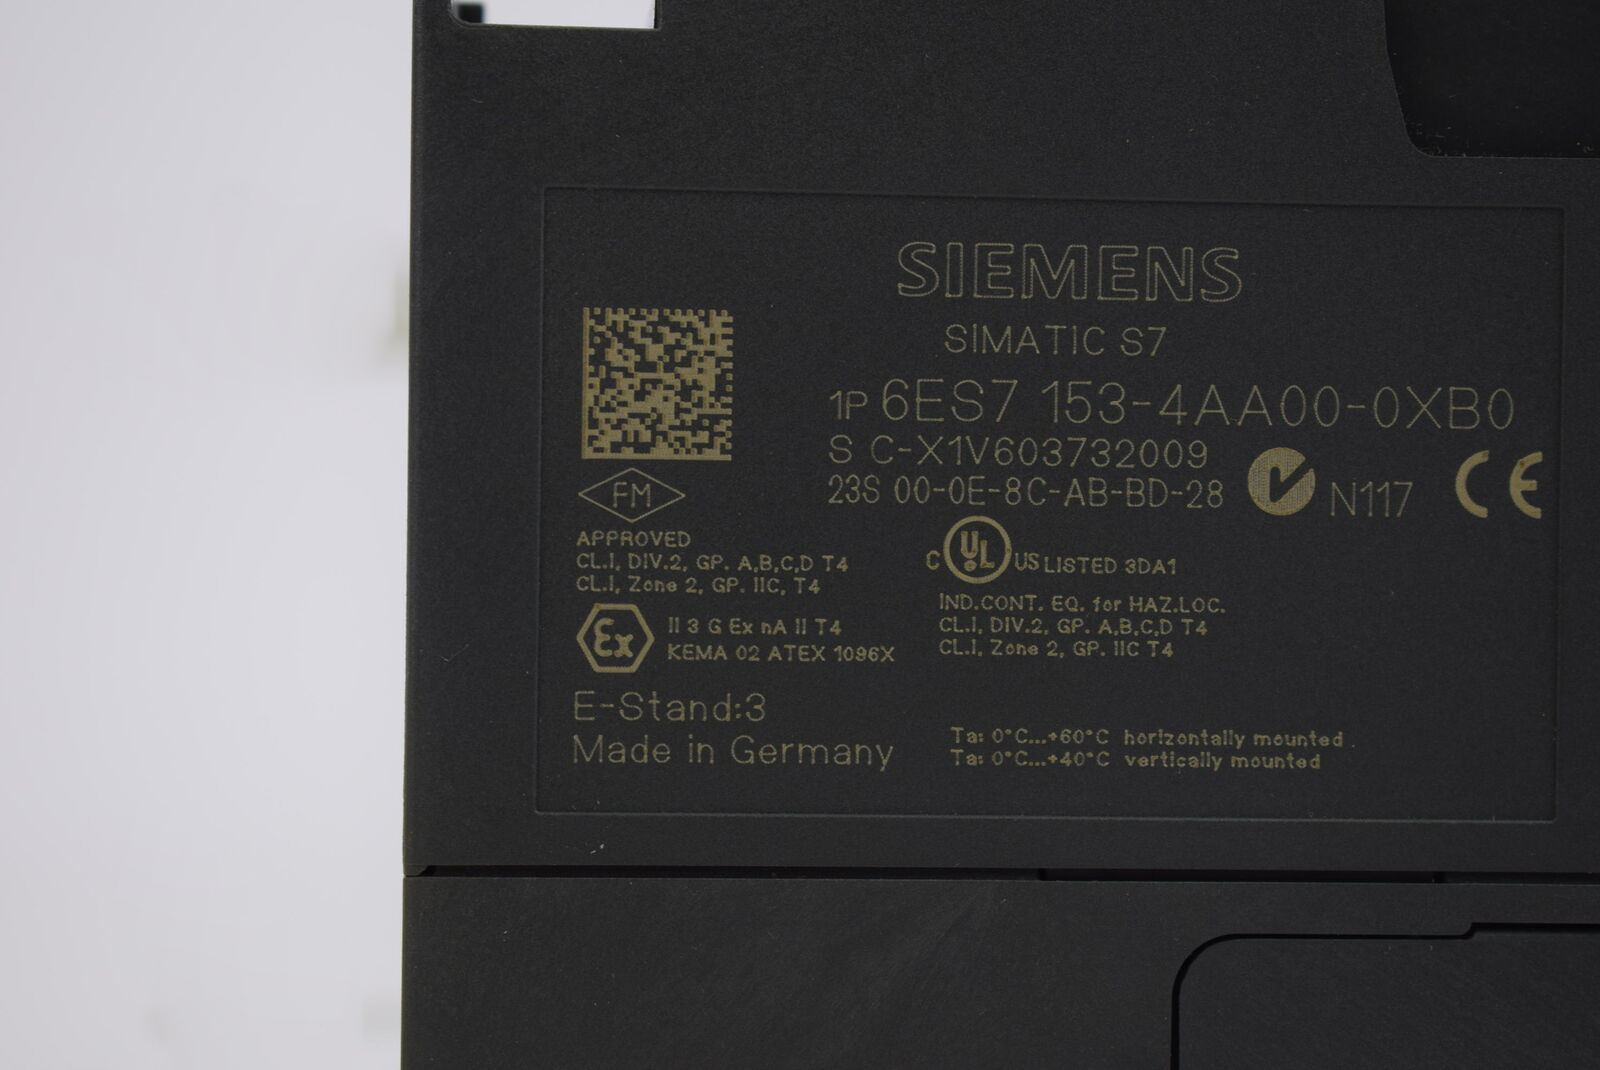 SIEMENS
SIMATIC S7
1P 6ES7 153-4AA00-0XB0
S C-X1V603732009
23S 00-0E-8C-AB-BD-28
N117 CE
FM
APPROVED
CL.I, DIV.2, GP. A,B,C,D T4
CL.I, Zone 2, GP. IIC, T4
Ex II 3 G Ex nA II T4
KEMA 02 ATEX 1096X
C UL US LISTED 3DA1
IND.CONT. EQ. for HAZ.LOC.
CL.I, DIV.2, GP. A,B,C,D T4
CL.I, Zone 2, GP. IIC T4
E-Stand:3
Made in Germany
Ta: 0°C...+60°C horizontally mounted
Ta: 0°C...+40°C vertically mounted